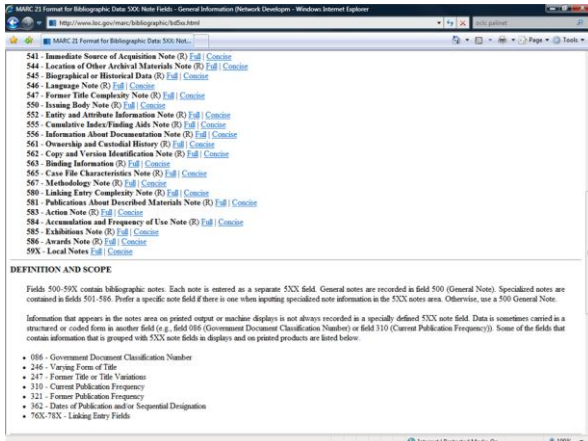 MARC 21 Format for Bibliographic Data: 5XX: Note Fields - General Information (Network Developm - Windows Internet Explorer
http://www.loc.gov/marc/bibliographic/bd5xx.html
oclc palinet
MARC 21 Format for Bibliographic Data: 5XX: Not...
Page Tools
541 - Immediate Source of Acquisition Note (R) Full | Concise
544 - Location of Other Archival Materials Note (R) Full | Concise
545 - Biographical or Historical Data (R) Full | Concise
546 - Language Note (R) Full | Concise
547 - Former Title Complexity Note (R) Full | Concise
550 - Issuing Body Note (R) Full | Concise
552 - Entity and Attribute Information Note (R) Full | Concise
555 - Cumulative Index/Finding Aids Note (R) Full | Concise
556 - Information About Documentation Note (R) Full | Concise
561 - Ownership and Custodial History (R) Full | Concise
562 - Copy and Version Identification Note (R) Full | Concise
563 - Binding Information (R) Full | Concise
565 - Case File Characteristics Note (R) Full | Concise
567 - Methodology Note (R) Full | Concise
580 - Linking Entry Complexity Note (R) Full | Concise
581 - Publications About Described Materials Note (R) Full | Concise
583 - Action Note (R) Full | Concise
584 - Accumulation and Frequency of Use Note (R) Full | Concise
585 - Exhibitions Note (R) Full | Concise
586 - Awards Note (R) Full | Concise
59X - Local Notes Full | Concise
DEFINITION AND SCOPE
Fields 500-59X contain bibliographic notes. Each note is entered as a separate 5XX field. General notes are recorded in field 500 (General Note). Specialized notes are
contained in fields 501-586. Prefer a specific note field if there is one when inputting specialized note information in the 5XX notes area. Otherwise, use a 500 General Note.
Information that appears in the notes area on printed output or machine displays is not always recorded in a specially defined 5XX note field. Data is sometimes carried in a
structured or coded form in another field (e.g., field 086 (Government Document Classification Number) or field 310 (Current Publication Frequency)). Some of the fields that
contain information that is grouped with 5XX note fields in displays and on printed products are listed below.
• 086 - Government Document Classification Number
• 246 - Varying Form of Title
• 247 - Former Title or Title Variations
• 310 - Current Publication Frequency
• 321 - Former Publication Frequency
• 362 - Dates of Publication and/or Sequential Designation
• 76X-78X - Linking Entry Fields